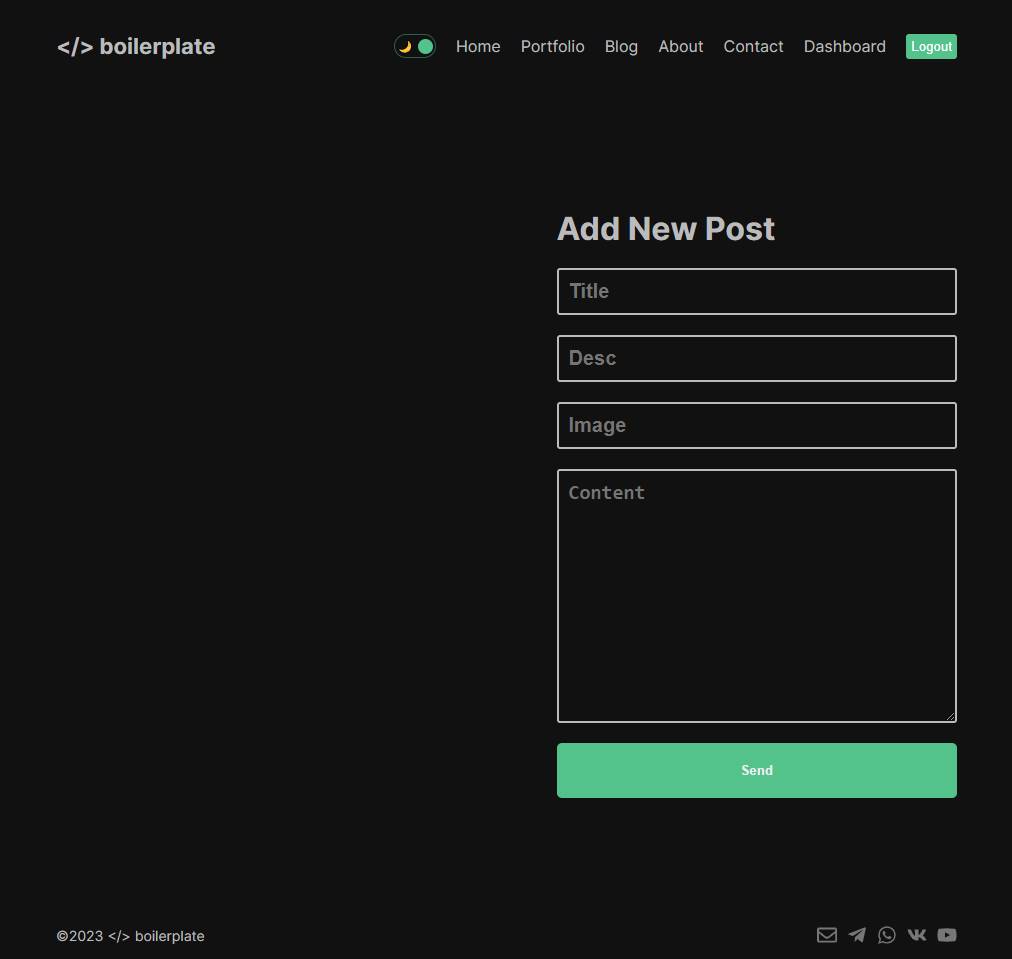 </> boilerplate
Home Portfolio Blog About Contact Dashboard Logout
Add New Post
Title
Desc
Image
Content
Send
©2023 </> boilerplate